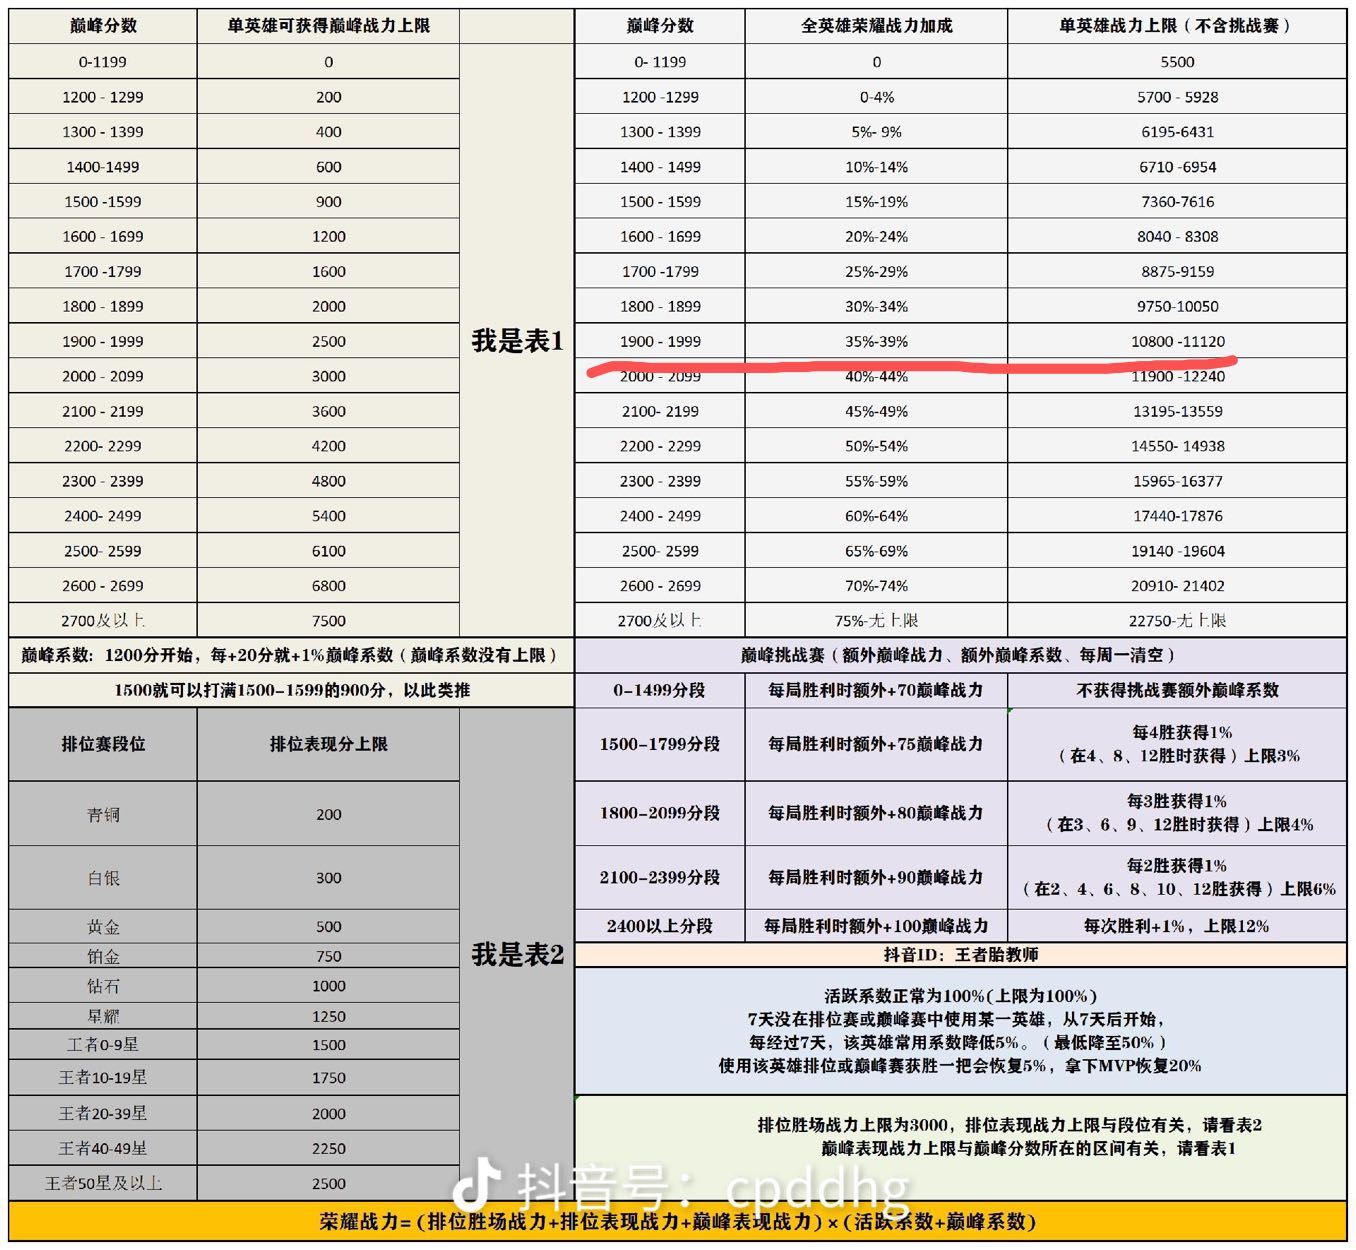 巅峰分数 单英雄可获得巅峰战力上限
0-1199 0
1200 - 1299 200
1300 - 1399 400
1400-1499 600
1500 -1599 900
1600 - 1699 1200
1700 -1799 1600
1800 - 1899 2000
1900 - 1999 2500
2000 - 2099 3000
2100 - 2199 3600
2200- 2299 4200
2300 - 2399 4800
2400- 2499 5400
2500- 2599 6100
2600 - 2699 6800
2700及以上 7500
我是表1
巅峰分数 全英雄荣耀战力加成 单英雄战力上限（不含挑战赛）
0- 1199 0 5500
1200 -1299 0-4% 5700 - 5928
1300 - 1399 5%- 9% 6195-6431
1400 - 1499 10%-14% 6710 -6954
1500 - 1599 15%-19% 7360-7616
1600 - 1699 20%-24% 8040 - 8308
1700 -1799 25%-29% 8875-9159
1800 - 1899 30%-34% 9750-10050
1900 - 1999 35%-39% 10800 -11120
2000 - 2099 40%-44% 11900 -12240
2100- 2199 45%-49% 13195-13559
2200 - 2299 50%-54% 14550- 14938
2300 - 2399 55%-59% 15965-16377
2400 - 2499 60%-64% 17440-17876
2500- 2599 65%-69% 19140 -19604
2600 - 2699 70%-74% 20910- 21402
2700及以上 75%-无上限 22750-无上限
巅峰系数：1200分开始，每+20分就+1%巅峰系数（巅峰系数没有上限）
1500就可以打满1500-1599的900分，以此类推
排位赛段位 排位表现分上限
青铜 200
白银 300
黄金 500
铂金 750
钻石 1000
星耀 1250
王者0-9星 1500
王者10-19星 1750
王者20-39星 2000
王者40-49星 2250
王者50星及以上 2500
我是表2
巅峰挑战赛（额外巅峰战力、额外巅峰系数、每周一清空）
0-1499分段 每局胜利时额外+70巅峰战力 不获得挑战赛额外巅峰系数
1500-1799分段 每局胜利时额外+75巅峰战力 每4胜获得1%
（在4、8、12胜时获得）上限3%
1800-2099分段 每局胜利时额外+80巅峰战力 每3胜获得1%
（在3、6、9、12胜时获得）上限4%
2100-2399分段 每局胜利时额外+90巅峰战力 每2胜获得1%
（在2、4、6、8、10、12胜获得）上限6%
2400以上分段 每局胜利时额外+100巅峰战力 每次胜利+1%，上限12%
抖音ID：王者胎教师
活跃系数正常为100%(上限为100%)
7天没在排位赛或巅峰赛中使用某一英雄，从7天后开始，
每经过7天，该英雄常用系数降低5%。（最低降至50%）
使用该英雄排位或巅峰赛获胜一把会恢复5%，拿下MVP恢复20%
排位胜场战力上限为3000，排位表现战力上限与段位有关，请看表2
巅峰表现战力上限与巅峰分数所在的区间有关，请看表1
抖音号：cpddhg
荣耀战力=(排位胜场战力+排位表现战力+巅峰表现战力)×(活跃系数+巅峰系数)